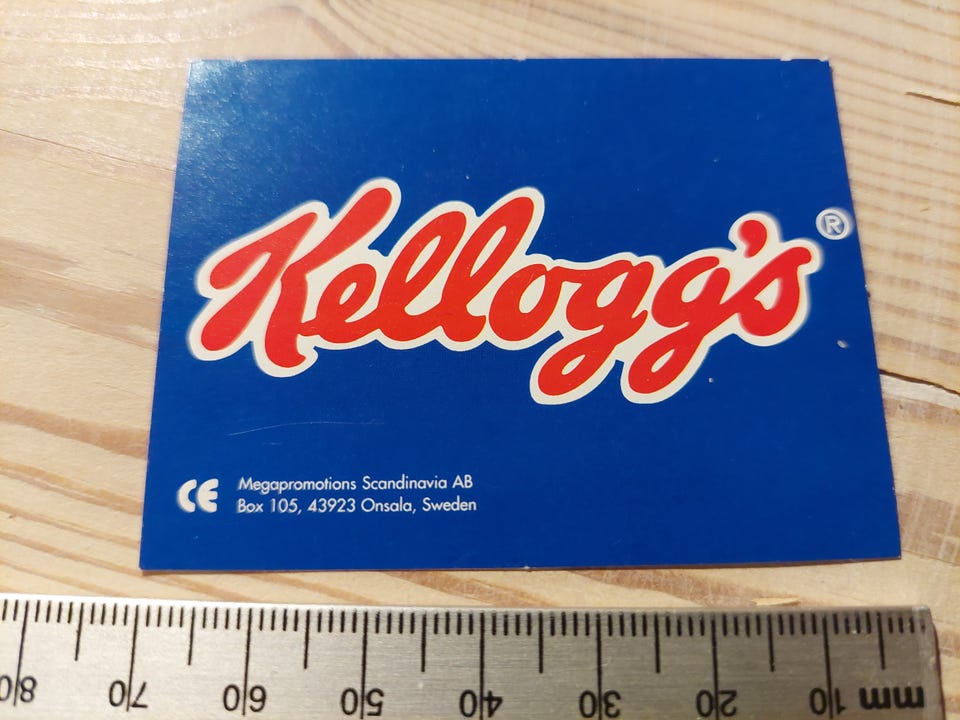 Kellogg's®
CE Megapromotions Scandinavia AB
Box 105, 43923 Onsala, Sweden
80 70 60 50 40 30 20 10 mm